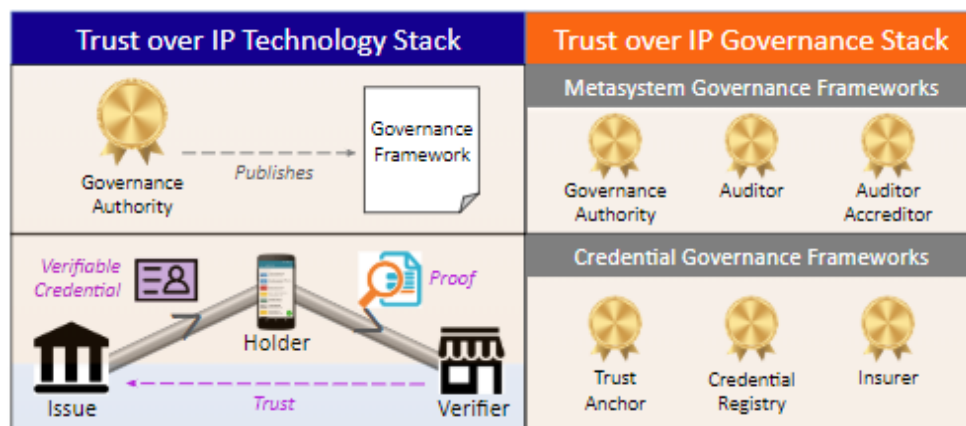 Trust over IP Technology Stack
Trust over IP Governance Stack
Governance
Authority
Publishes
Governance
Framework
Metasystem Governance Frameworks
Governance
Authority
Auditor
Auditor
Accreditor
Verifiable
Credential
Proof
Holder
Issue
Trust
Verifier
Credential Governance Frameworks
Trust
Anchor
Credential
Registry
Insurer